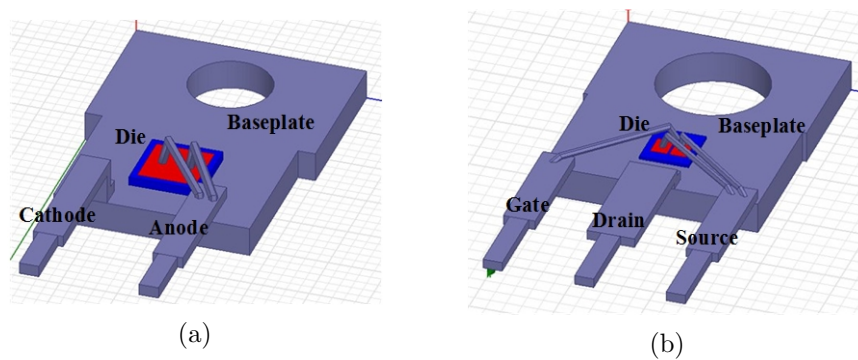 Die
Baseplate
Cathode
Anode
(a)
Die
Baseplate
Gate
Drain
Source
(b)